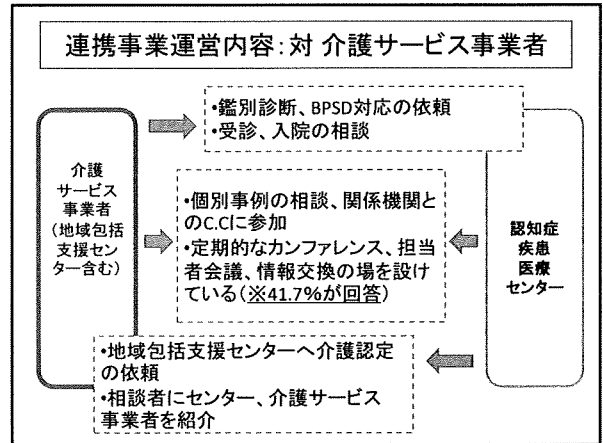 連携事業運営内容：対 介護サービス事業者
・鑑別診断、BPSD対応の依頼
・受診、入院の相談
介護
サービス
事業者
（地域包括
支援セン
ター含む）
・個別事例の相談、関係機関と
のC.Cに参加
・定期的なカンファレンス、担当
者会議、情報交換の場を設け
ている（※41.7％が回答）
認知症
疾患
医療
センター
・地域包括支援センターへ介護認定
の依頼
・相談者にセンター、介護サービス
事業者を紹介